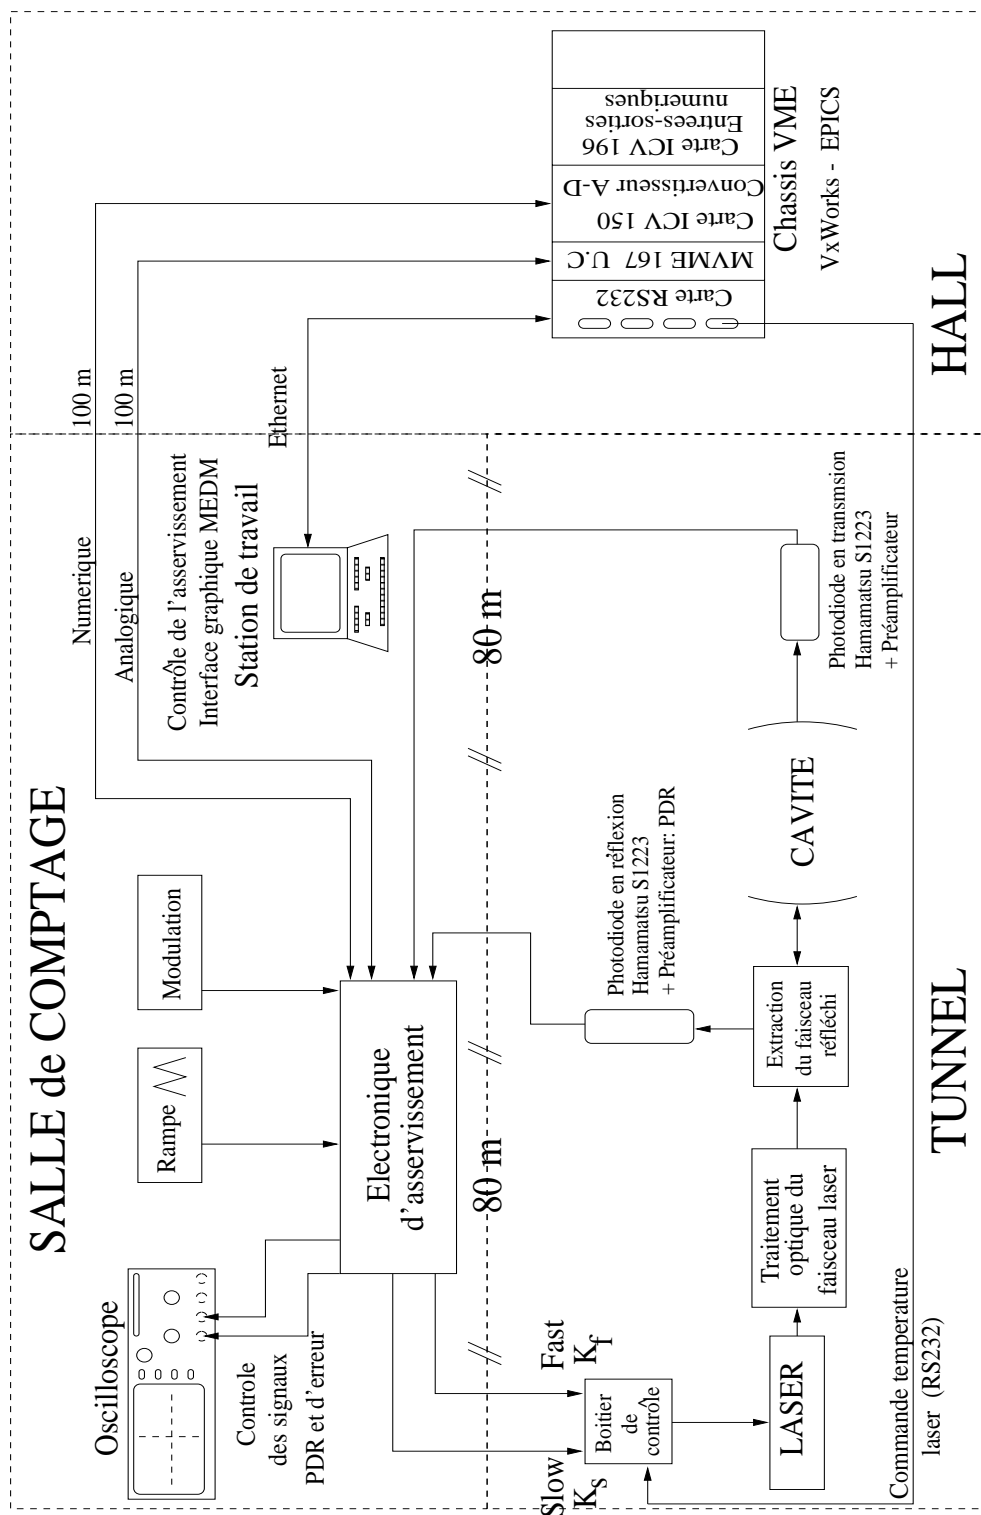 SALLE de COMPTAGE
Oscilloscope
Controle
des signaux
PDR et d'erreur
Rampe
Modulation
Electronique
d'asservissement
Numerique
Analogique
100 m
100 m
Contrôle de l'asservissement
Interface graphique MEDM
Station de travail
Ethernet
80 m
80 m
HALL
Carte RS232
MVME 167 U.C
Carte ICV 150
Convertisseur A-D
Carte ICV 196
Entrees-sorties
numeriques
Chassis VME
VxWorks - EPICS
TUNNEL
Slow
Ks
Fast
Kf
Boitier
de
contrôle
LASER
Traitement
optique du
faisceau laser
Extraction
du faisceau
réfléchi
CAVITE
Photodiode en réflexion
Hamamatsu S1223
+ Préamplificateur: PDR
Photodiode en transmsion
Hamamatsu S1223
+ Préamplificateur
Commande temperature
laser (RS232)